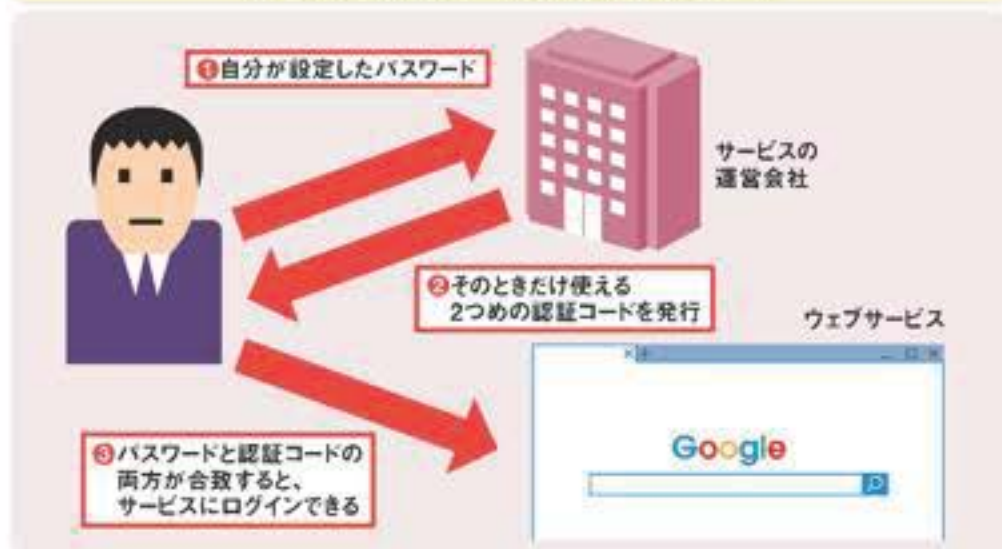 ❶自分が設定したパスワード
サービスの
運営会社
❷そのときだけ使える
2つめの認証コードを発行
ウェブサービス
Google
❸パスワードと認証コードの
両方が合致すると、
サービスにログインできる